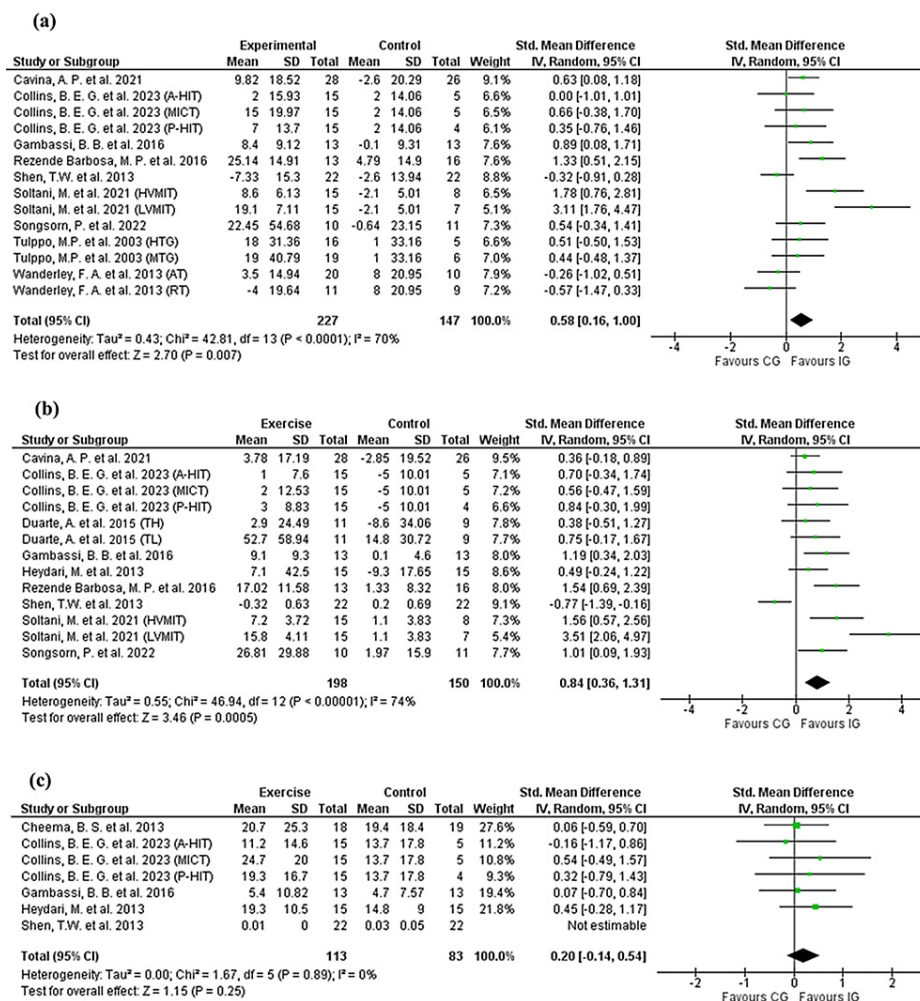 (a)
Experimental Control Std. Mean Difference Std. Mean Difference
Study or Subgroup Mean SD Total Mean SD Total Weight IV, Random, 95% CI IV, Random, 95% CI
Cavina, A. P. et al. 2021 9.82 18.52 28 -2.6 20.29 26 9.1% 0.63 [0.08, 1.18]
Collins, B. E. G. et al. 2023 (A-HIT) 2 15.93 15 2 14.06 5 6.6% 0.00 [-1.01, 1.01]
Collins, B. E. G. et al. 2023 (MICT) 15 19.97 15 2 14.06 5 6.5% 0.66 [-0.38, 1.70]
Collins, B. E. G. et al. 2023 (P-HIT) 7 13.7 15 2 14.06 4 6.1% 0.35 [-0.76, 1.46]
Gambassi, B. B. et al. 2016 8.4 9.12 13 -0.1 9.31 13 7.6% 0.89 [0.08, 1.71]
Rezende Barbosa, M. P. et al. 2016 25.14 14.91 13 4.79 14.9 16 7.6% 1.33 [0.51, 2.15]
Shen, T.W. et al. 2013 -7.33 15.3 22 -2.6 13.94 22 8.8% -0.32 [-0.91, 0.28]
Soltani, M. et al. 2021 (HVMIT) 8.6 6.13 15 -2.1 5.01 8 6.6% 1.78 [0.76, 2.81]
Soltani, M. et al. 2021 (LVMIT) 19.1 7.11 15 -2.1 5.01 7 5.1% 3.11 [1.76, 4.47]
Songsorn, P. et al. 2022 22.45 54.68 10 -0.64 23.15 11 7.3% 0.54 [-0.34, 1.41]
Tulppo, M.P. et al. 2003 (HTG) 18 31.36 16 1 33.16 5 6.6% 0.51 [-0.50, 1.53]
Tulppo, M.P. et al. 2003 (MTG) 19 40.79 19 1 33.16 6 7.0% 0.44 [-0.48, 1.37]
Wanderley, F. A. et al. 2013 (AT) 3.5 14.94 20 8 20.95 10 7.9% -0.26 [-1.02, 0.51]
Wanderley, F. A. et al. 2013 (RT) -4 19.64 11 8 20.95 9 7.2% -0.57 [-1.47, 0.33]
Total (95% CI) 227 147 100.0% 0.58 [0.16, 1.00]
Heterogeneity: Tau² = 0.43; Chi² = 42.81, df = 13 (P < 0.0001); I² = 70%
Test for overall effect: Z = 2.70 (P = 0.007)
-4 -2 0 2 4
Favours CG Favours IG
(b)
Exercise Control Std. Mean Difference Std. Mean Difference
Study or Subgroup Mean SD Total Mean SD Total Weight IV, Random, 95% CI IV, Random, 95% CI
Cavina, A. P. et al. 2021 3.78 17.19 28 -2.85 19.52 26 9.5% 0.36 [-0.18, 0.89]
Collins, B. E. G. et al. 2023 (A-HIT) 1 7.6 15 -5 10.01 5 7.1% 0.70 [-0.34, 1.74]
Collins, B. E. G. et al. 2023 (MICT) 2 12.53 15 -5 10.01 5 7.2% 0.56 [-0.47, 1.59]
Collins, B. E. G. et al. 2023 (P-HIT) 3 8.83 15 -5 10.01 4 6.6% 0.84 [-0.30, 1.99]
Duarte, A. et al. 2015 (TH) 2.9 24.49 11 -8.6 34.06 9 7.8% 0.38 [-0.51, 1.27]
Duarte, A. et al. 2015 (TL) 52.7 58.94 11 14.8 30.72 9 7.7% 0.75 [-0.17, 1.67]
Gambassi, B. B. et al. 2016 9.1 9.3 13 0.1 4.6 13 8.0% 1.19 [0.34, 2.03]
Heydari, M. et al. 2013 7.1 42.5 15 -9.3 17.65 15 8.6% 0.49 [-0.24, 1.22]
Rezende Barbosa, M. P. et al. 2016 17.02 11.58 13 1.33 8.32 16 8.0% 1.54 [0.69, 2.39]
Shen, T.W. et al. 2013 -0.32 0.63 22 0.2 0.69 22 9.1% -0.77 [-1.39, -0.16]
Soltani, M. et al. 2021 (HVMIT) 7.2 3.72 15 1.1 3.83 8 7.3% 1.56 [0.57, 2.56]
Soltani, M. et al. 2021 (LVMIT) 15.8 4.11 15 1.1 3.83 7 5.4% 3.51 [2.06, 4.97]
Songsorn, P. et al. 2022 26.81 29.88 10 1.97 15.9 11 7.7% 1.01 [0.09, 1.93]
Total (95% CI) 198 150 100.0% 0.84 [0.36, 1.31]
Heterogeneity: Tau² = 0.55; Chi² = 46.94, df = 12 (P < 0.00001); I² = 74%
Test for overall effect: Z = 3.46 (P = 0.0005)
-4 -2 0 2 4
Favours CG Favours IG
(c)
Exercise Control Std. Mean Difference Std. Mean Difference
Study or Subgroup Mean SD Total Mean SD Total Weight IV, Random, 95% CI IV, Random, 95% CI
Cheema, B. S. et al. 2013 20.7 25.3 18 19.4 18.4 19 27.6% 0.06 [-0.59, 0.70]
Collins, B. E. G. et al. 2023 (A-HIT) 11.2 14.6 15 13.7 17.8 5 11.2% -0.16 [-1.17, 0.86]
Collins, B. E. G. et al. 2023 (MICT) 24.7 20 15 13.7 17.8 5 10.8% 0.54 [-0.49, 1.57]
Collins, B. E. G. et al. 2023 (P-HIT) 19.3 16.7 15 13.7 17.8 4 9.3% 0.32 [-0.79, 1.43]
Gambassi, B. B. et al. 2016 5.4 10.82 13 4.7 7.57 13 19.4% 0.07 [-0.70, 0.84]
Heydari, M. et al. 2013 19.3 10.5 15 14.8 9 15 21.8% 0.45 [-0.28, 1.17]
Shen, T.W. et al. 2013 0.01 0 22 0.03 0.05 22 Not estimable
Total (95% CI) 113 83 100.0% 0.20 [-0.14, 0.54]
Heterogeneity: Tau² = 0.00; Chi² = 1.67, df = 5 (P = 0.89); I² = 0%
Test for overall effect: Z = 1.15 (P = 0.25)
-2 -1 0 1 2
Favours CG Favours IG